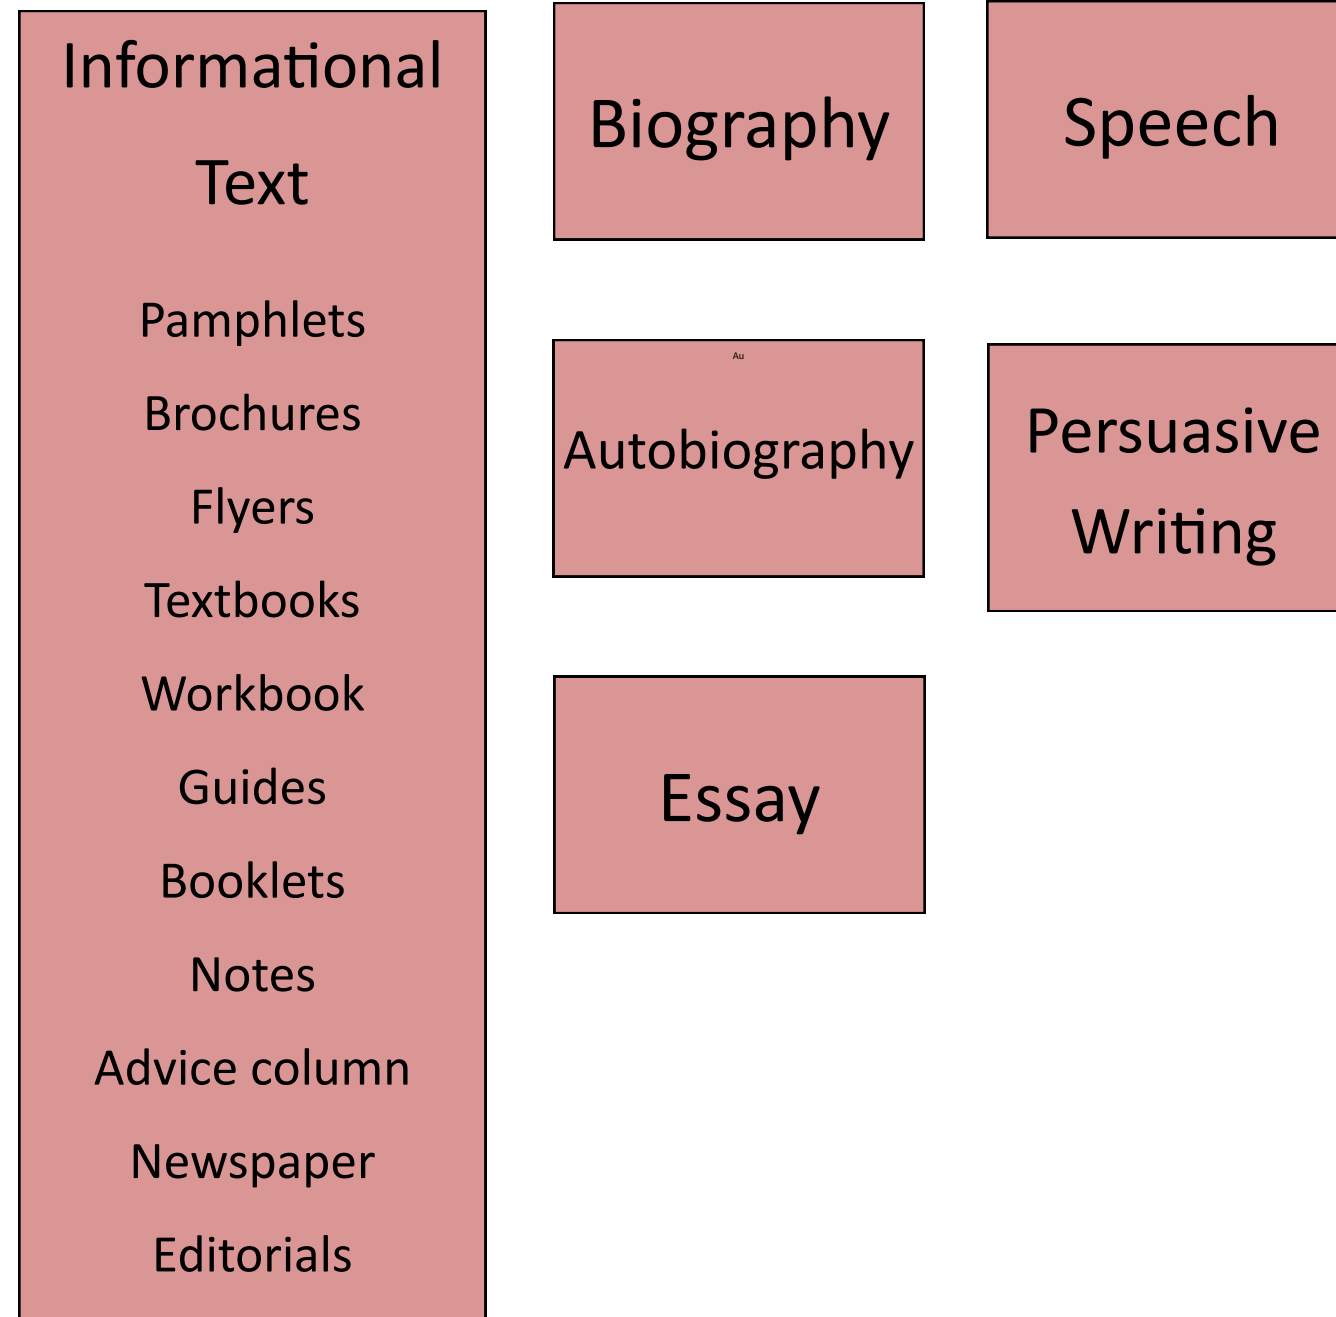 Informational
Text
Pamphlets
Brochures
Flyers
Textbooks
Workbook
Guides
Booklets
Notes
Advice column
Newspaper
Editorials
Biography
Au
Autobiography
Essay
Speech
Persuasive
Writing